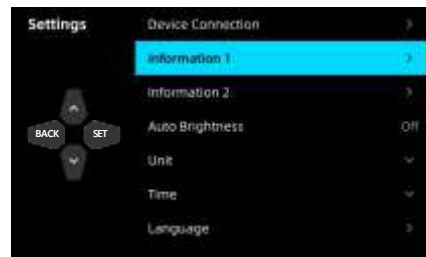 Settings
Device Connection
Information 1
Information 2
Auto Brightness Off
BACK SET
Unit
Time
Language